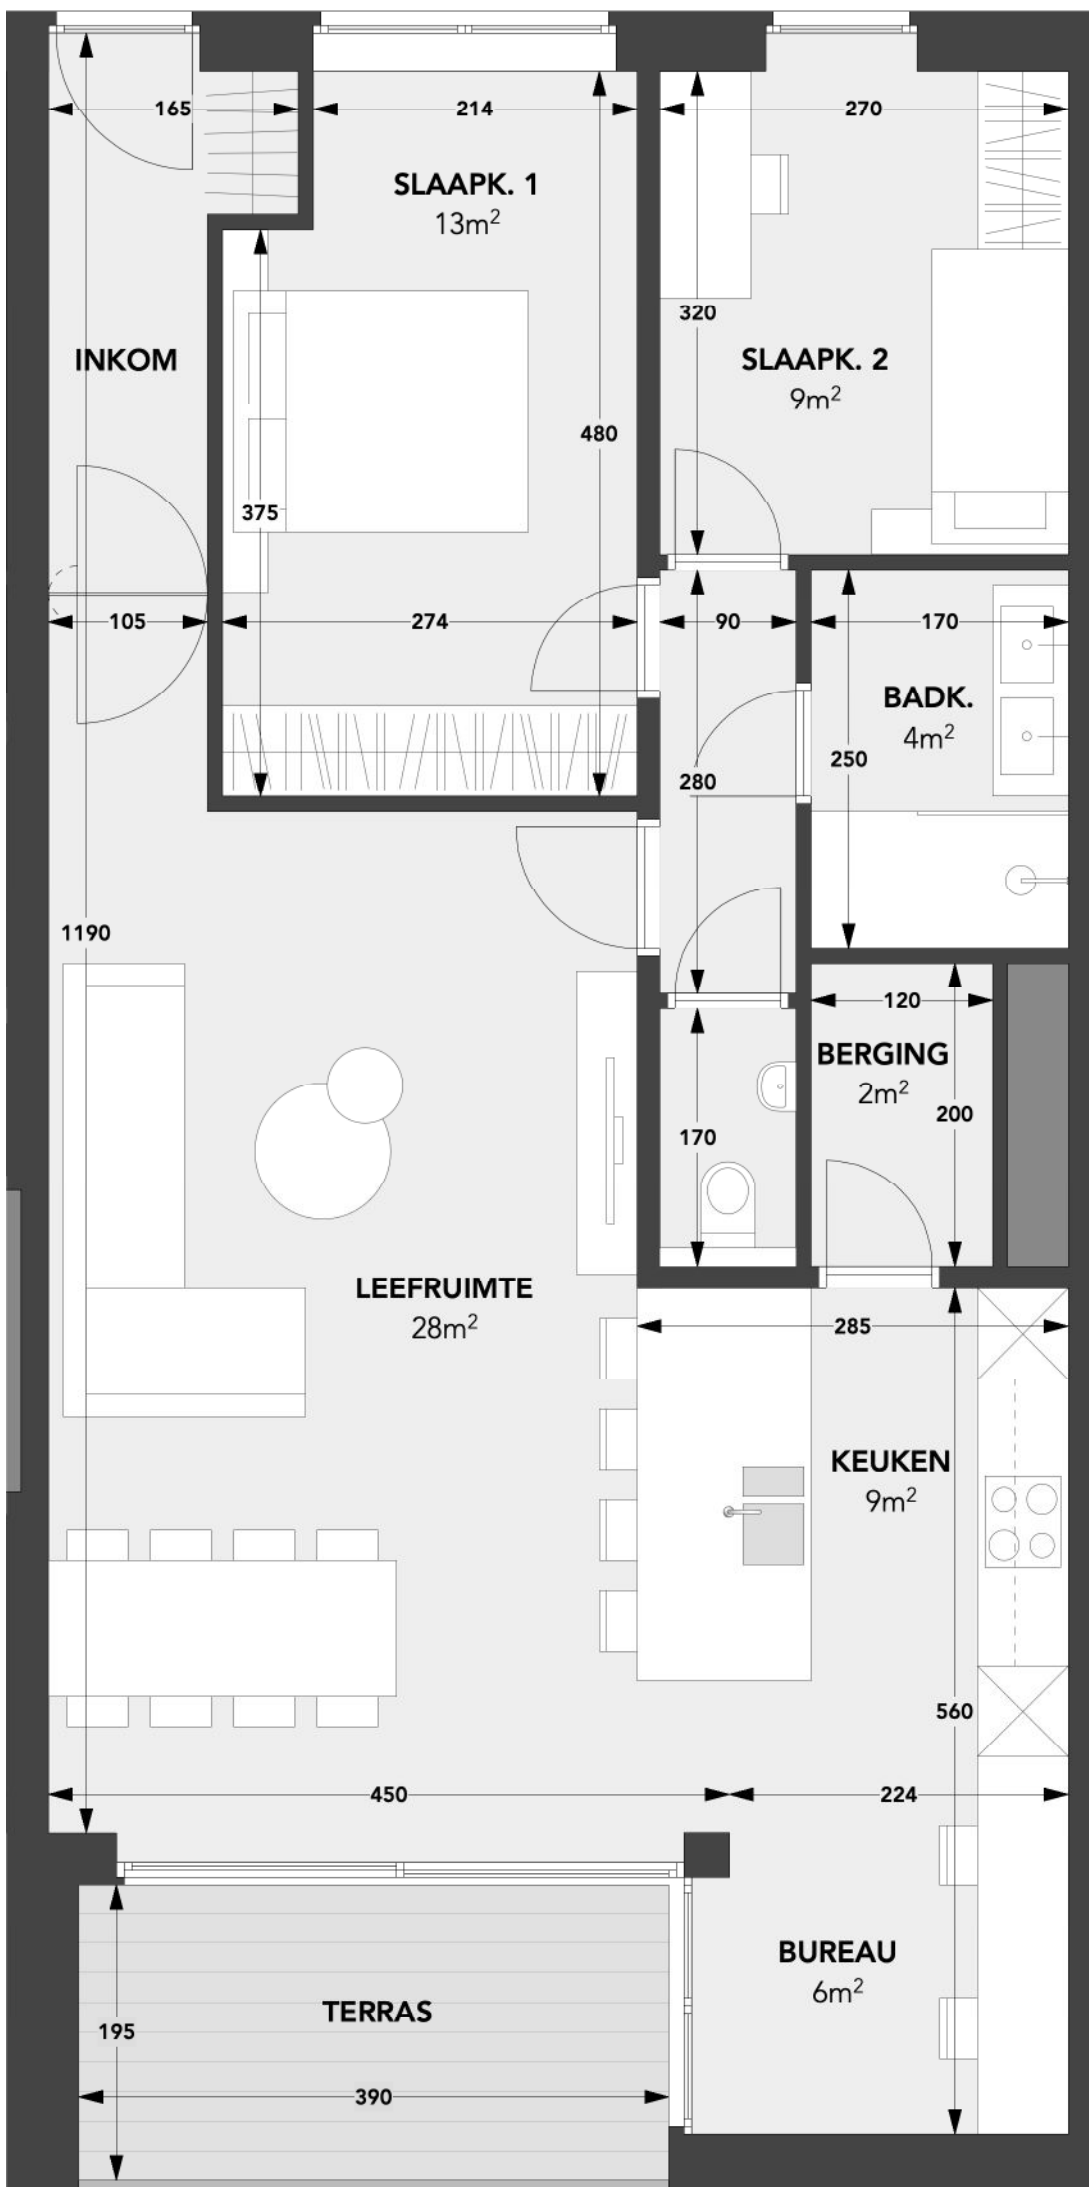 165
214
270
SLAAPK. 1
13m²
320
INKOM
SLAAPK. 2
9m²
480
375
105
274
90
170
BADK.
4m²
250
280
1190
120
BERGING
2m²
200
170
LEEFRUIMTE
28m²
285
KEUKEN
9m²
560
450
224
BUREAU
6m²
TERRAS
195
390